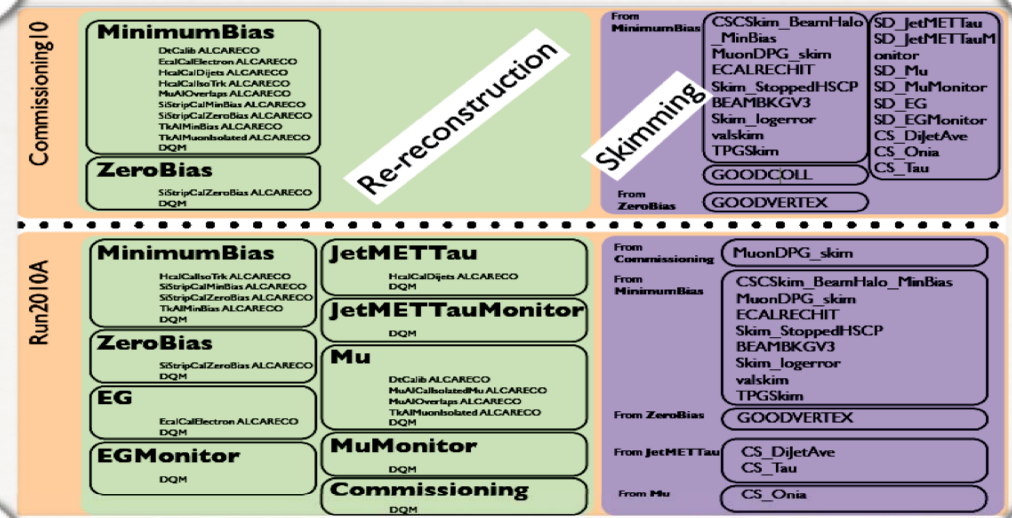 Commissioning10
MinimumBias
DtCalib ALCARECO
EcalCalElectron ALCARECO
HcalCalDijets ALCARECO
HcalCalIsoTrk ALCARECO
MuAlOverlaps ALCARECO
SiStripCalMinBias ALCARECO
SiStripCalZeroBias ALCARECO
TkAlMinBias ALCARECO
TkAlMuonIsolated ALCARECO
DQM
ZeroBias
SiStripCalZeroBias ALCARECO
DQM
Re-reconstruction
Skimming
From
MinimumBias
CSCSkim_BeamHalo
_MinBias
MuonDPG_skim
ECALRECHIT
Skim_StoppedHSCP
BEAMBKGV3
Skim_logerror
valskim
TPGSkim
GOODCOLL
SD_JetMETTau
SD_JetMETTauM
onitor
SD_Mu
SD_MuMonitor
SD_EG
SD_EGMonitor
CS_DiJetAve
CS_Onia
CS_Tau
From
ZeroBias
GOODVERTEX
Run2010A
MinimumBias
HcalCalIsoTrk ALCARECO
SiStripCalMinBias ALCARECO
SiStripCalZeroBias ALCARECO
TkAlMinBias ALCARECO
DQM
ZeroBias
SiStripCalZeroBias ALCARECO
DQM
EG
EcalCalElectron ALCARECO
DQM
EGMonitor
DQM
JetMETTau
HcalCalDijets ALCARECO
DQM
JetMETTauMonitor
DQM
Mu
DtCalib ALCARECO
MuAlCalIsolatedMu ALCARECO
MuAlOverlaps ALCARECO
TkAlMuonIsolated ALCARECO
DQM
MuMonitor
DQM
Commissioning
DQM
From
Commissioning
MuonDPG_skim
From
MinimumBias
CSCSkim_BeamHalo_MinBias
MuonDPG_skim
ECALRECHIT
Skim_StoppedHSCP
BEAMBKGV3
Skim_logerror
valskim
TPGSkim
From ZeroBias
GOODVERTEX
From JetMETTau
CS_DiJetAve
CS_Tau
From Mu
CS_Onia